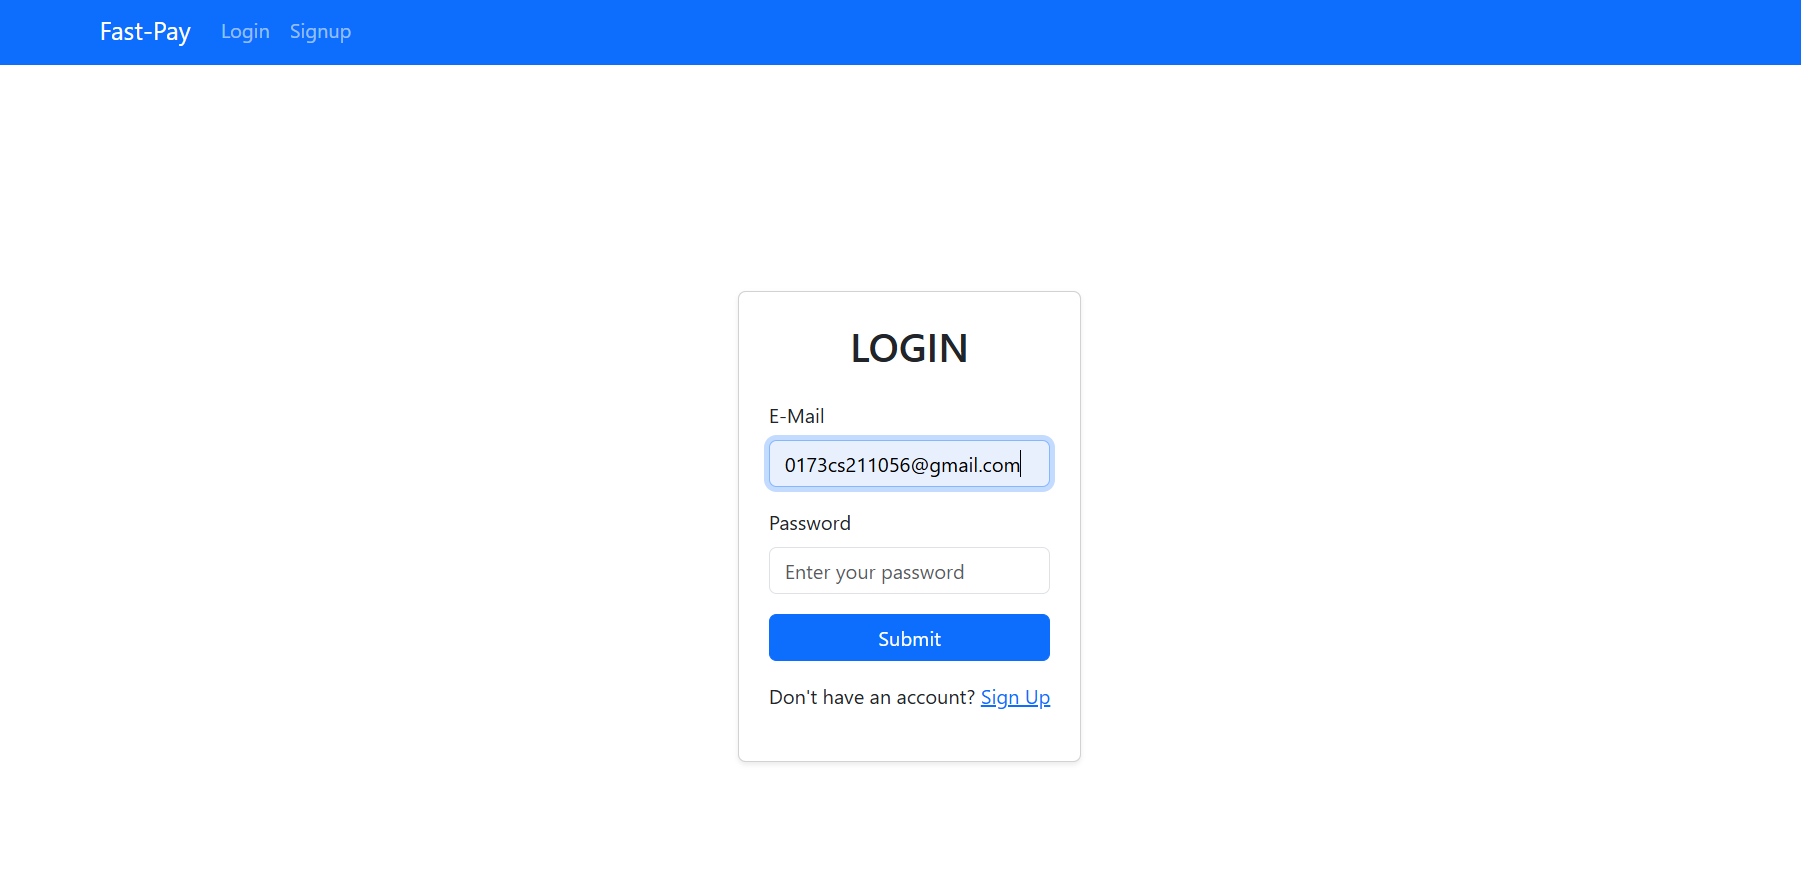 Fast-Pay Login Signup
LOGIN
E-Mail
0173cs211056@gmail.com
Password
Enter your password
Submit
Don't have an account? Sign Up